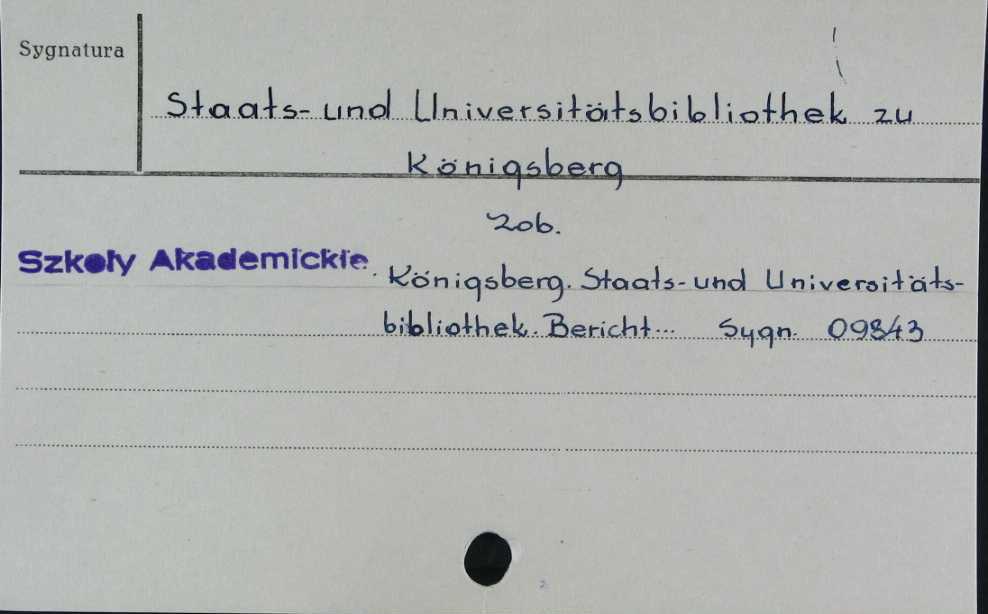 Sygnatura
Staats- und Universitätsbibliothek zu
Königsberg
zob.
Szkoły Akademickie.
Königsberg. Staats- und Universitäts-
bibliothek. Bericht... Sygn. 09843